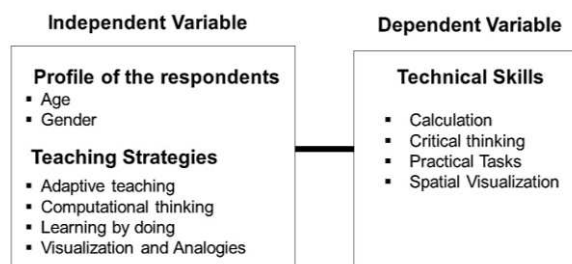 Independent Variable
Profile of the respondents
▪ Age
▪ Gender
Teaching Strategies
▪ Adaptive teaching
▪ Computational thinking
▪ Learning by doing
▪ Visualization and Analogies
Dependent Variable
Technical Skills
▪ Calculation
▪ Critical thinking
▪ Practical Tasks
▪ Spatial Visualization